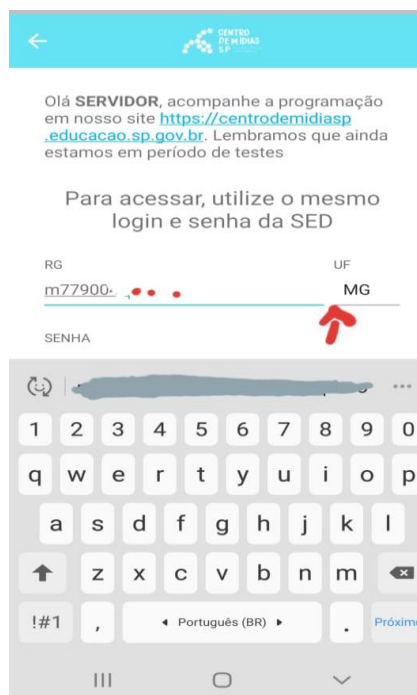 CENTRO
DE MÍDIAS
SP
Olá SERVIDOR, acompanhe a programação
em nosso site https://centrodemidiasp
.educacao.sp.gov.br. Lembramos que ainda
estamos em período de testes
Para acessar, utilize o mesmo
login e senha da SED
RG UF
m77900 MG
SENHA
1 2 3 4 5 6 7 8 9 0
q w e r t y u i o p
a s d f g h j k l
z x c v b n m
!#1 , Português (BR) . Próximo